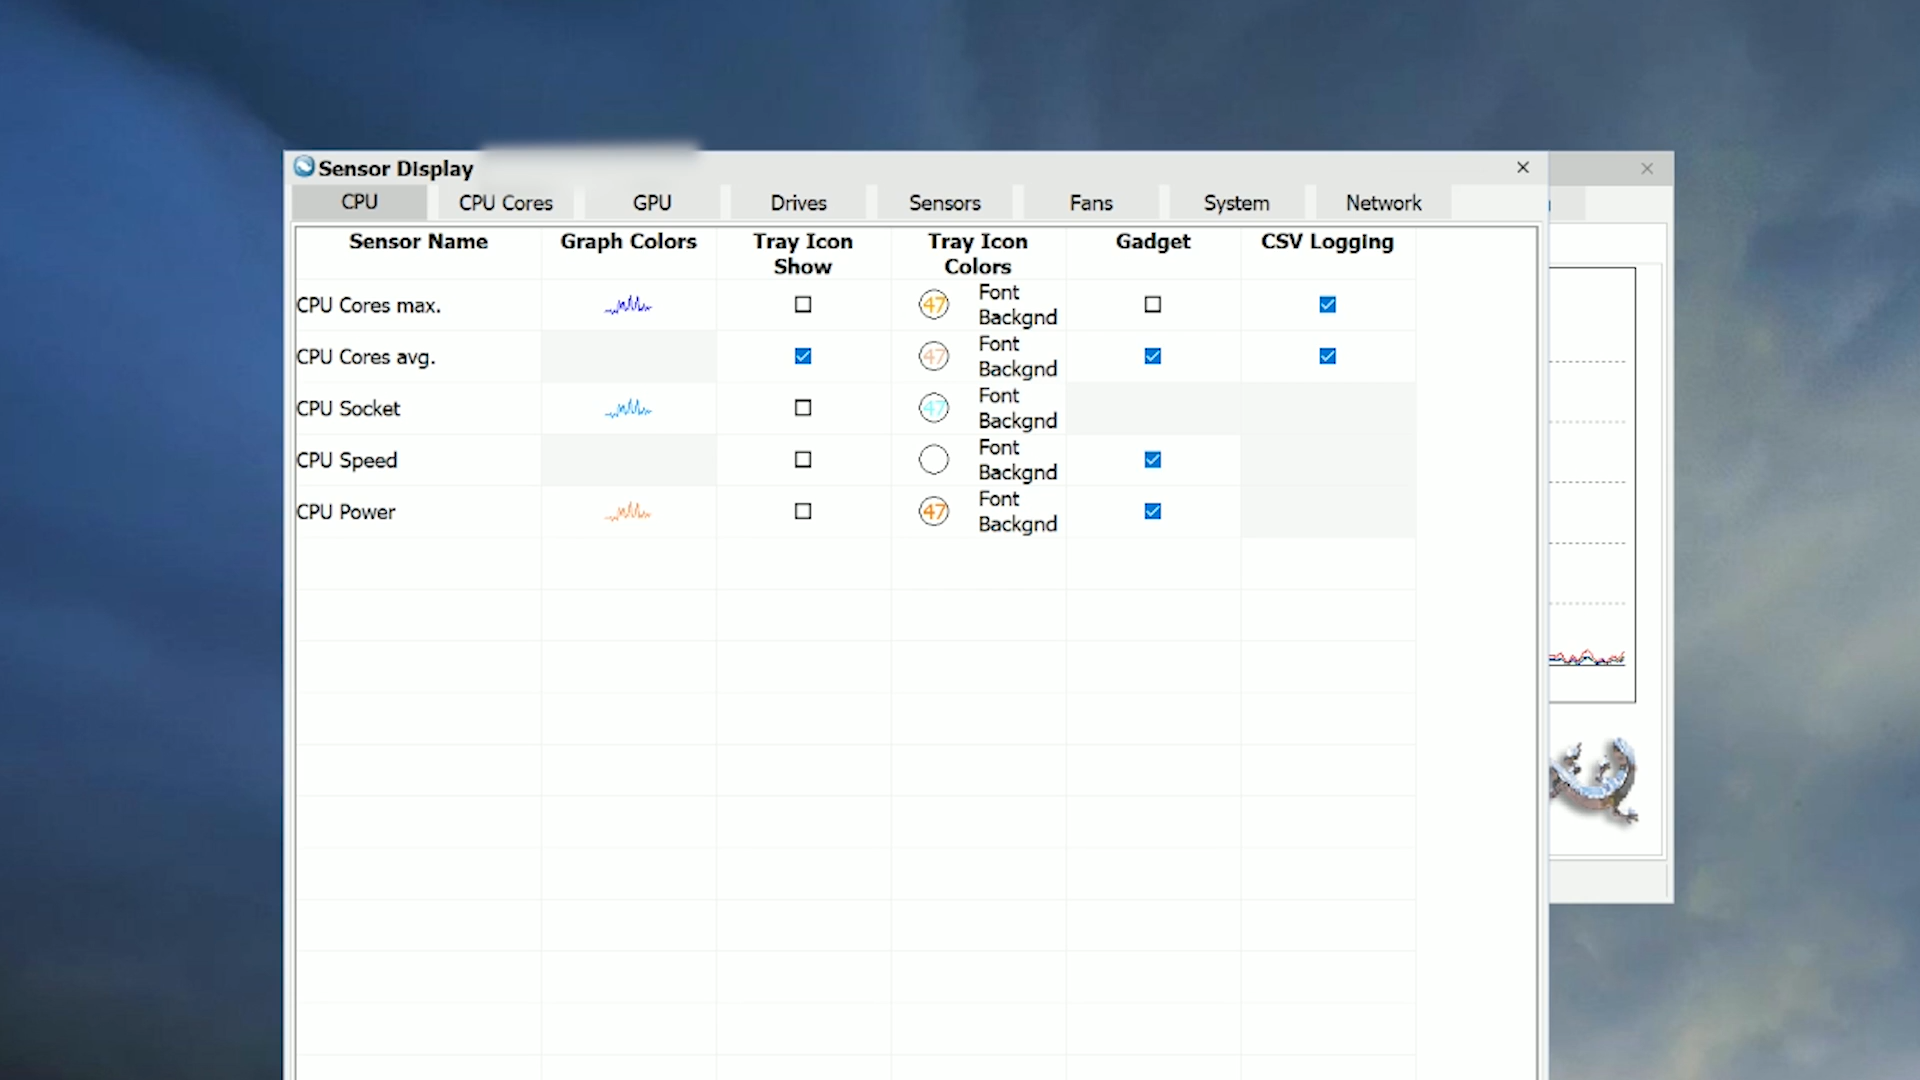 Sensor Display
CPU CPU Cores GPU Drives Sensors Fans System Network
Sensor Name Graph Colors Tray Icon Show Tray Icon Colors Gadget CSV Logging
CPU Cores max. 47 Font Backgnd
CPU Cores avg. 47 Font Backgnd
CPU Socket 47 Font Backgnd
CPU Speed Font Backgnd
CPU Power 47 Font Backgnd